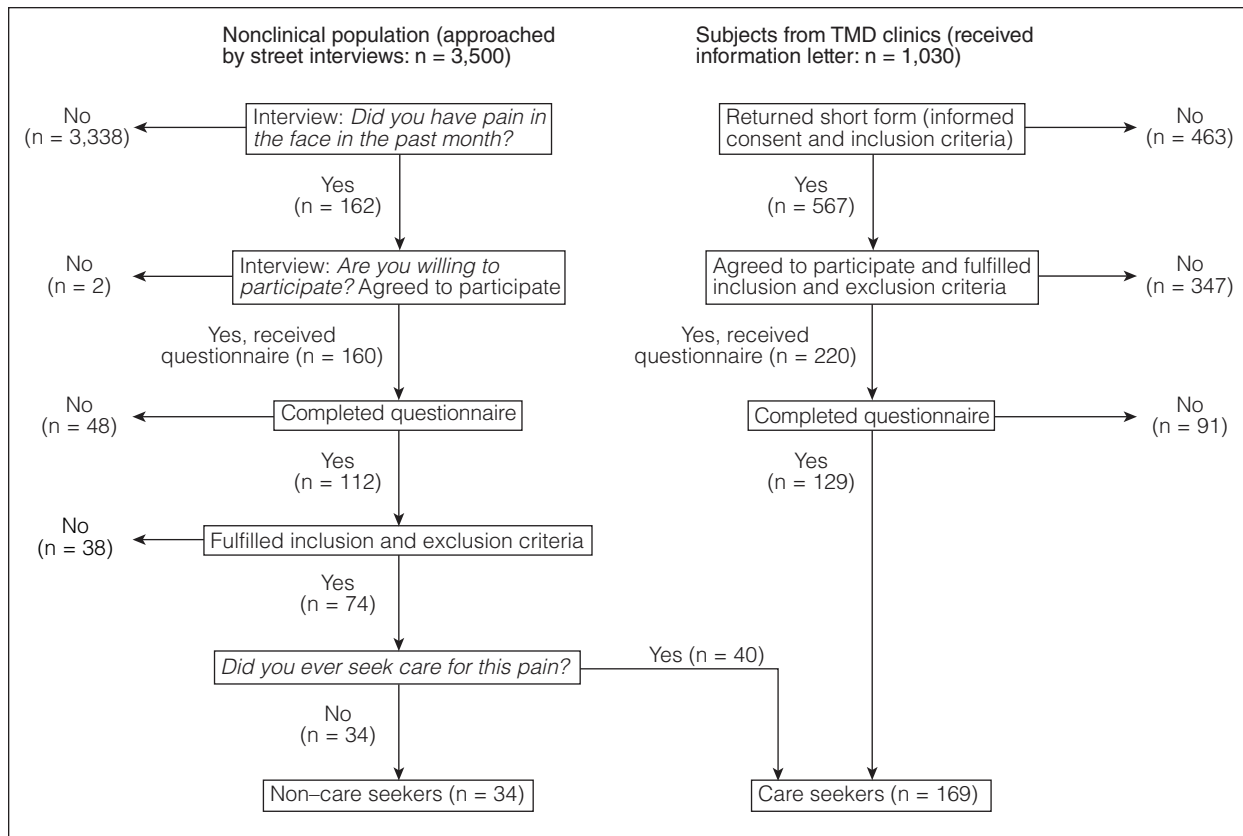 Nonclinical population (approached
by street interviews: n = 3,500)
Subjects from TMD clinics (received
information letter: n = 1,030)
No
(n = 3,338)
Interview: Did you have pain in
the face in the past month?
Returned short form (informed
consent and inclusion criteria)
No
(n = 463)
Yes
(n = 162)
Yes
(n = 567)
No
(n = 2)
Interview: Are you willing to
participate? Agreed to participate
Agreed to participate and fulfilled
inclusion and exclusion criteria
No
(n = 347)
Yes, received
questionnaire (n = 160)
Yes, received
questionnaire (n = 220)
No
(n = 48)
Completed questionnaire
Completed questionnaire
No
(n = 91)
Yes
(n = 112)
Yes
(n = 129)
No
(n = 38)
Fulfilled inclusion and exclusion criteria
Yes
(n = 74)
Did you ever seek care for this pain?
Yes (n = 40)
No
(n = 34)
Non–care seekers (n = 34)
Care seekers (n = 169)